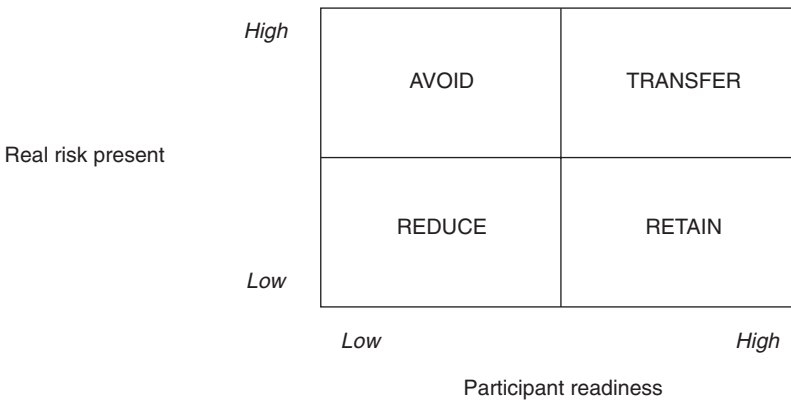 High
AVOID TRANSFER
Real risk present
REDUCE RETAIN
Low
Low High
Participant readiness